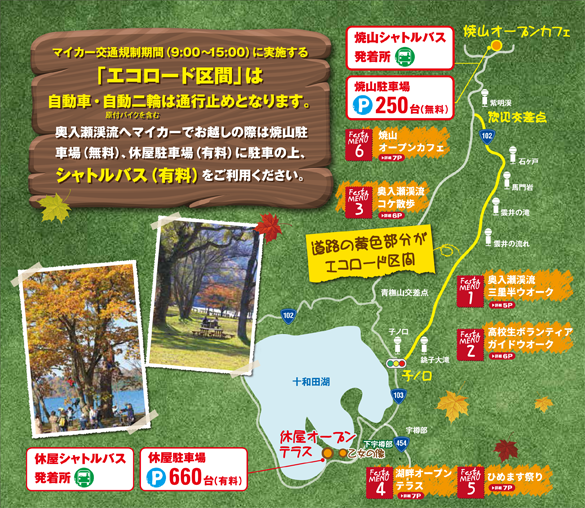 マイカー交通規制期間（9:00～15:00）に実施する
「エコロード区間」は
自動車・自動二輪は通行止めとなります。
原付バイクを含む
奥入瀬渓流へマイカーでお越しの際は焼山駐
車場（無料）、休屋駐車場（有料）に駐車の上、
シャトルバス（有料）をご利用ください。
焼山シャトルバス
発着所
焼山駐車場
P 250台(無料)
焼山オープンカフェ
紫明渓
惣辺交差点
102
石ヶ戸
馬門岩
雲井の滝
雲井の流れ
Festa MENU 6
焼山
オープンカフェ
▶詳細 7P
Festa MENU 3
奥入瀬渓流
コケ散歩
▶詳細 6P
道路の黄色部分が
エコロード区間
青橅山交差点
102
Festa MENU 1
奥入瀬渓流
三里半ウオーク
▶詳細 5P
Festa MENU 2
高校生ボランティア
ガイドウオーク
▶詳細 6P
子ノ口
銚子大滝
子ノ口
103
十和田湖
休屋オープン
テラス
宇樽部
下宇樽部
454
乙女の像
休屋シャトルバス
発着所
休屋駐車場
P 660台(有料)
Festa MENU 4
湖畔オープン
テラス
▶詳細 7P
Festa MENU 5
ひめます祭り
▶詳細 7P